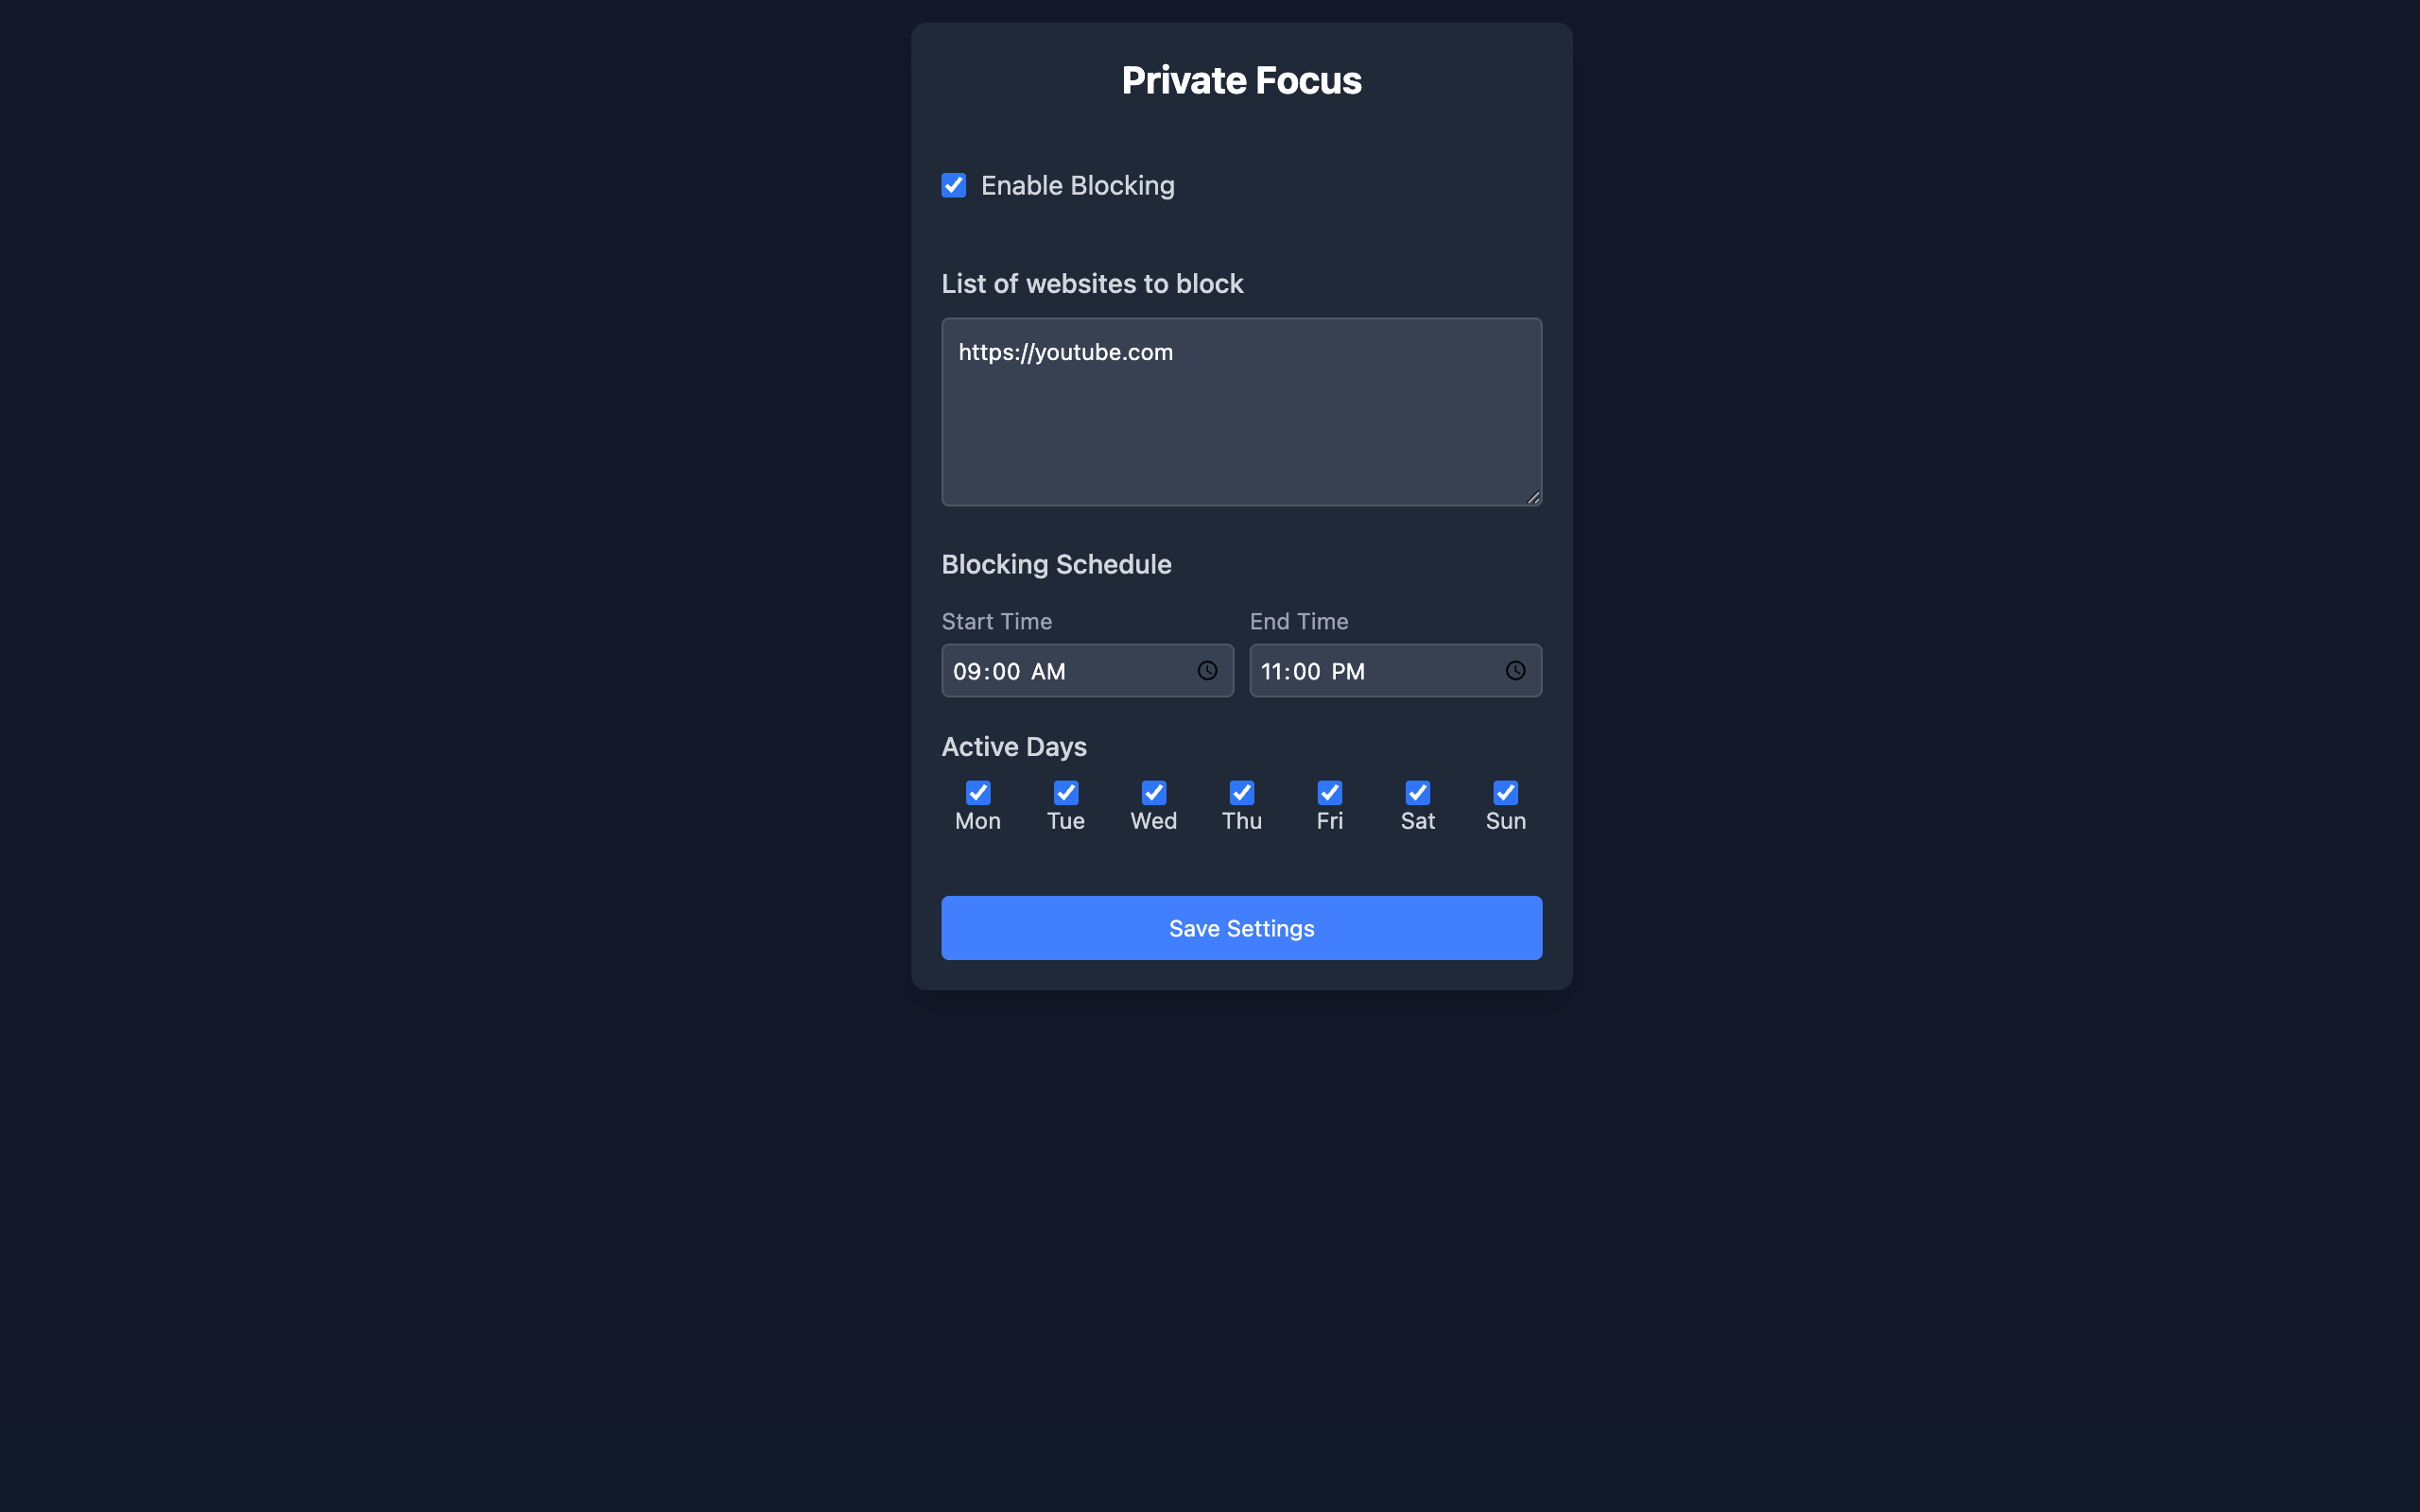 Private Focus
Enable Blocking
List of websites to block
https://youtube.com
Blocking Schedule
Start Time End Time
09:00 AM 11:00 PM
Active Days
Mon Tue Wed Thu Fri Sat Sun
Save Settings